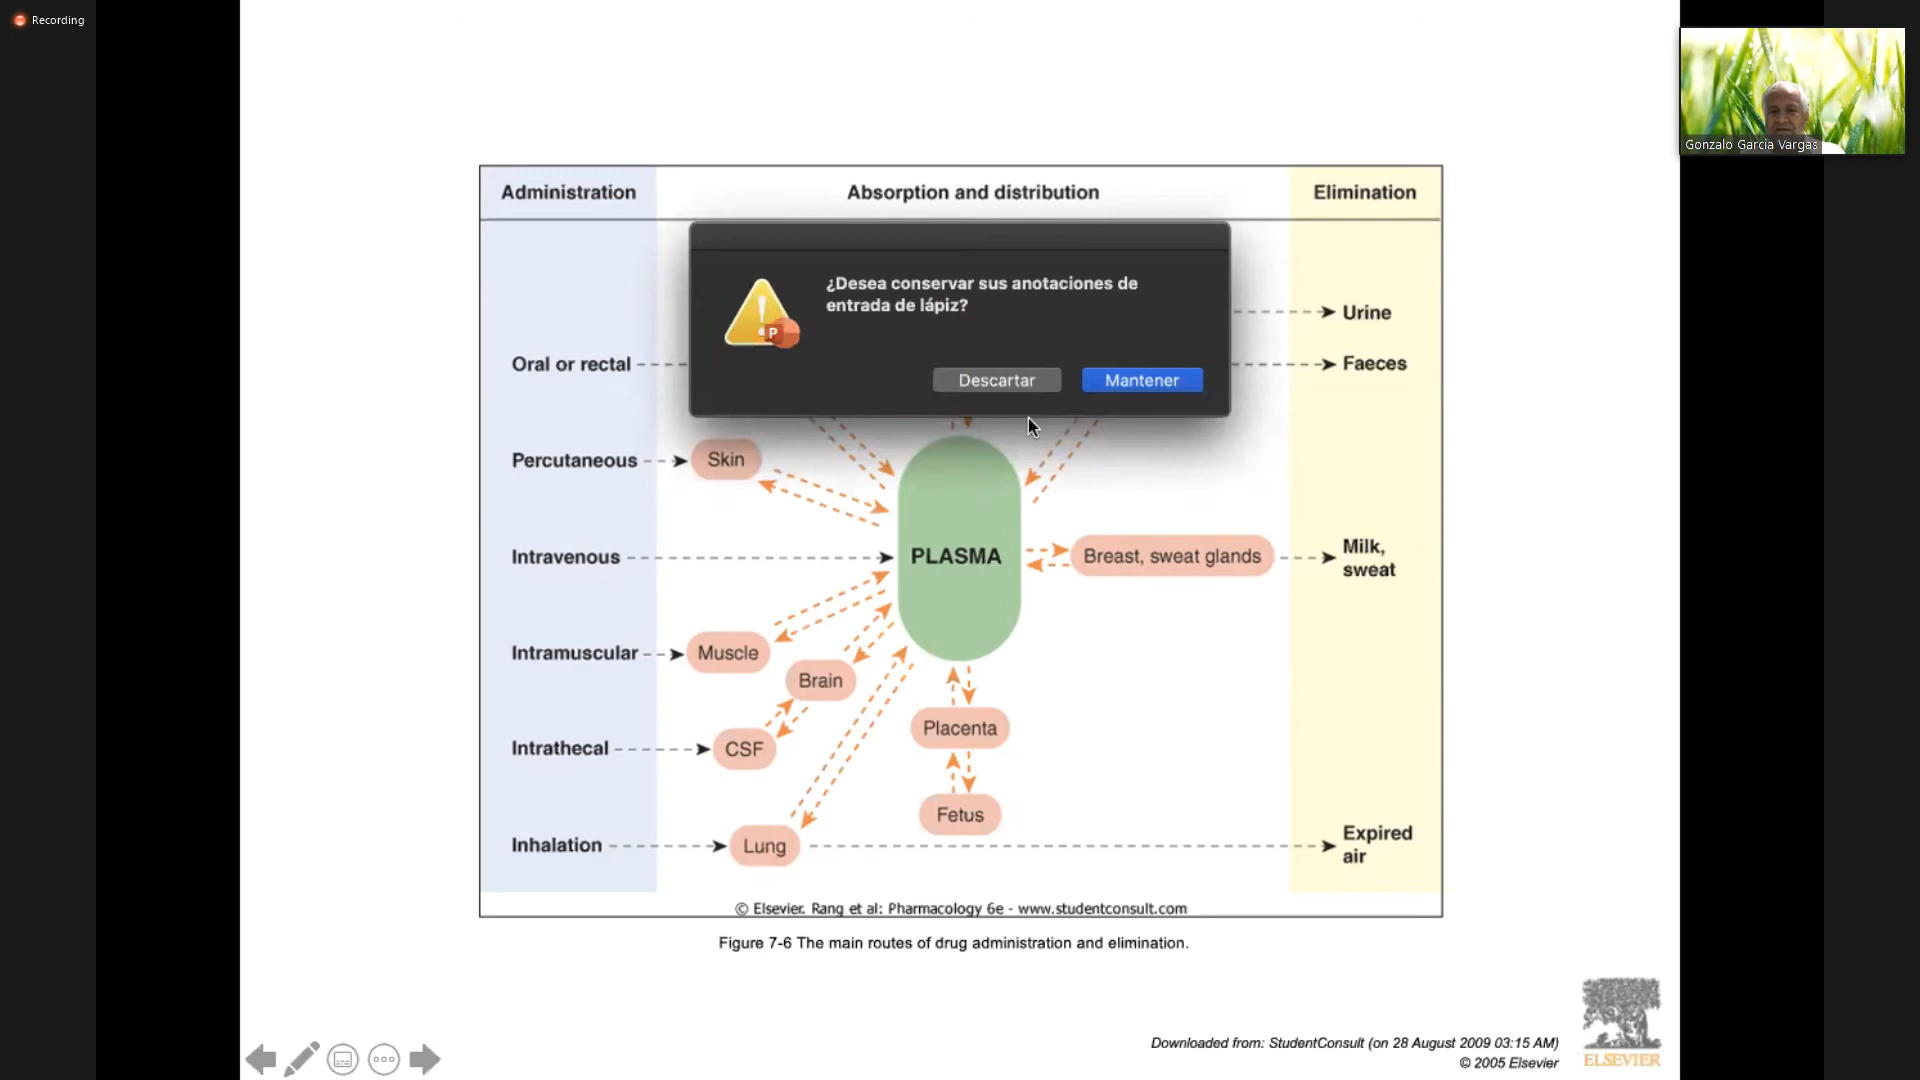 Recording
Gonzalo Garcia Vargas
Administration
Absorption and distribution
Elimination
¿Desea conservar sus anotaciones de
entrada de lápiz?
P
Descartar
Mantener
Urine
Oral or rectal
Faeces
Percutaneous
Skin
Intravenous
PLASMA
Breast, sweat glands
Milk,
sweat
Intramuscular
Muscle
Brain
Placenta
Intrathecal
CSF
Fetus
Inhalation
Lung
Expired
air
© Elsevier. Rang et al: Pharmacology 6e - www.studentconsult.com
Figure 7-6 The main routes of drug administration and elimination.
Downloaded from: StudentConsult (on 28 August 2009 03:15 AM)
© 2005 Elsevier
ELSEVIER